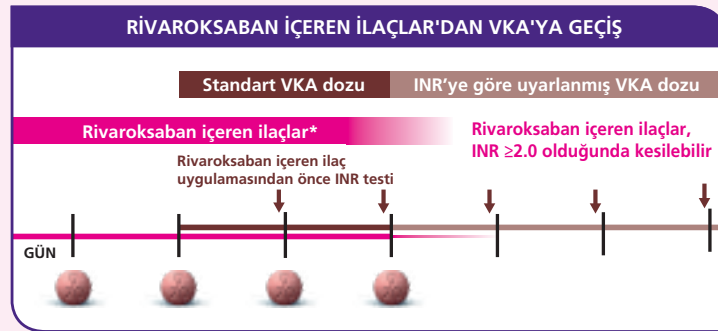 RİVAROKSABAN İÇEREN İLAÇLAR'DAN VKA'YA GEÇİŞ
Standart VKA dozu
INR'ye göre uyarlanmış VKA dozu
Rivaroksaban içeren ilaçlar*
Rivaroksaban içeren ilaçlar,
INR ≥2.0 olduğunda kesilebilir
Rivaroksaban içeren ilaç
uygulamasından önce INR testi
GÜN